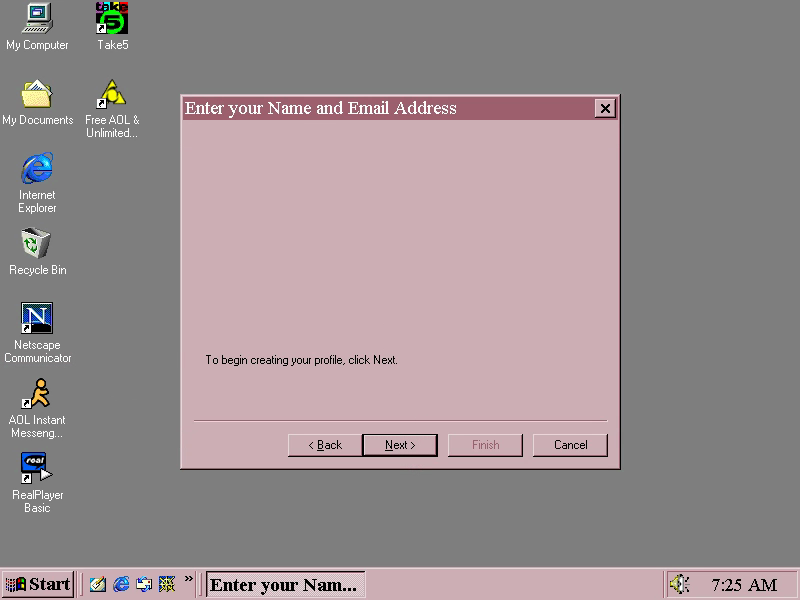 My Computer
take
5
Take5
My Documents
Free AOL &
Unlimited...
Internet
Explorer
Recycle Bin
N
Netscape
Communicator
AOL Instant
Messeng...
real
RealPlayer
Basic
Enter your Name and Email Address
To begin creating your profile, click Next.
< Back
Next >
Finish
Cancel
Start
»
Enter your Nam...
7:25 AM